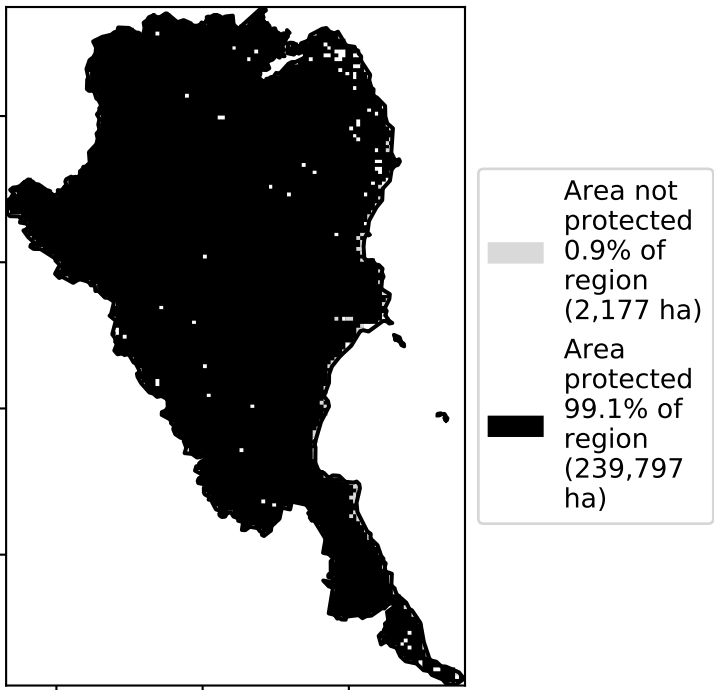 Area not
protected
0.9% of
region
(2,177 ha)
Area
protected
99.1% of
region
(239,797
ha)